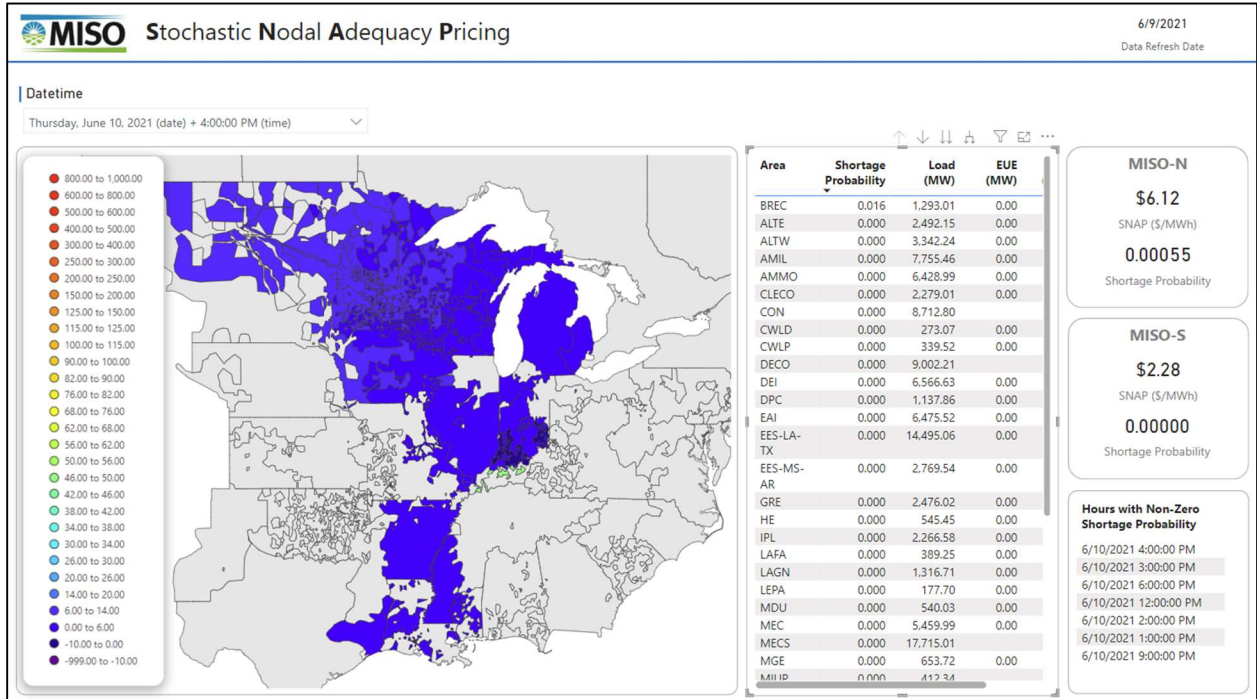 MISO
Stochastic Nodal Adequacy Pricing
6/9/2021
Data Refresh Date
Datetime
Thursday, June 10, 2021 (date) + 4:00:00 PM (time)
800.00 to 1,000.00
600.00 to 800.00
500.00 to 600.00
400.00 to 500.00
300.00 to 400.00
250.00 to 300.00
200.00 to 250.00
150.00 to 200.00
125.00 to 150.00
115.00 to 125.00
100.00 to 115.00
90.00 to 100.00
82.00 to 90.00
76.00 to 82.00
68.00 to 76.00
62.00 to 68.00
56.00 to 62.00
50.00 to 56.00
46.00 to 50.00
42.00 to 46.00
38.00 to 42.00
34.00 to 38.00
30.00 to 34.00
26.00 to 30.00
20.00 to 26.00
14.00 to 20.00
6.00 to 14.00
0.00 to 6.00
-10.00 to 0.00
-999.00 to -10.00
Area Shortage Load EUE
Probability (MW) (MW)
BREC 0.016 1,293.01 0.00
ALTE 0.000 2,492.15 0.00
ALTW 0.000 3,342.24 0.00
AMIL 0.000 7,755.46 0.00
AMMO 0.000 6,428.99 0.00
CLECO 0.000 2,279.01 0.00
CON 0.000 8,712.80
CWLD 0.000 273.07 0.00
CWLP 0.000 339.52 0.00
DECO 0.000 9,002.21
DEI 0.000 6,566.63 0.00
DPC 0.000 1,137.86 0.00
EAI 0.000 6,475.52 0.00
EES-LA- 0.000 14,495.06 0.00
TX
EES-MS- 0.000 2,769.54 0.00
AR
GRE 0.000 2,476.02 0.00
HE 0.000 545.45 0.00
IPL 0.000 2,266.58 0.00
LAFA 0.000 389.25 0.00
LAGN 0.000 1,316.71 0.00
LEPA 0.000 177.70 0.00
MDU 0.000 540.03 0.00
MEC 0.000 5,459.99 0.00
MECS 0.000 17,715.01
MGE 0.000 653.72 0.00
MIUP 0.000 412.34
MISO-N
$6.12
SNAP ($/MWh)
0.00055
Shortage Probability
MISO-S
$2.28
SNAP ($/MWh)
0.00000
Shortage Probability
Hours with Non-Zero
Shortage Probability
6/10/2021 4:00:00 PM
6/10/2021 3:00:00 PM
6/10/2021 6:00:00 PM
6/10/2021 12:00:00 PM
6/10/2021 2:00:00 PM
6/10/2021 1:00:00 PM
6/10/2021 9:00:00 PM